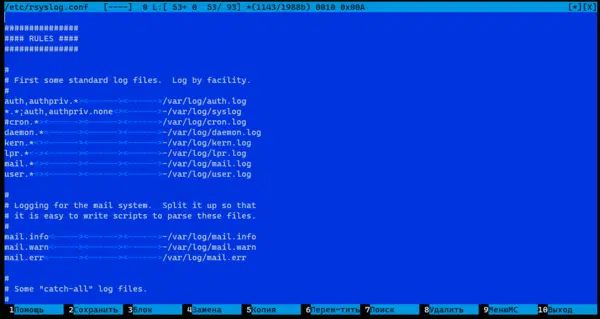 /etc/rsyslog.conf [----] 0 L:[ 53+ 0 53/ 93] *(1143/1988b) 0010 0x00A [*][X]
###############
#### RULES ####
###############
#
# First some standard log files. Log by facility.
#
auth,authpriv.*<------><------>/var/log/auth.log
*.*;auth,authpriv.none<><------>-/var/log/syslog
#cron.*<------><------><------>/var/log/cron.log
daemon.*<------><------><------>-/var/log/daemon.log
kern.*<><------><------><------>-/var/log/kern.log
lpr.*<--><------><------><------>-/var/log/lpr.log
mail.*<><------><------><------>-/var/log/mail.log
user.*<><------><------><------>-/var/log/user.log
#
# Logging for the mail system. Split it up so that
# it is easy to write scripts to parse these files.
#
mail.info<------><------><------>-/var/log/mail.info
mail.warn<------><------><------>-/var/log/mail.warn
mail.err<------><------><------>/var/log/mail.err
#
# Some "catch-all" log files.
#
1Помощь 2Сохранить 3Блок 4Замена 5Копия 6Перем~тить 7Поиск 8Удалить 9МенюMC 10Выход